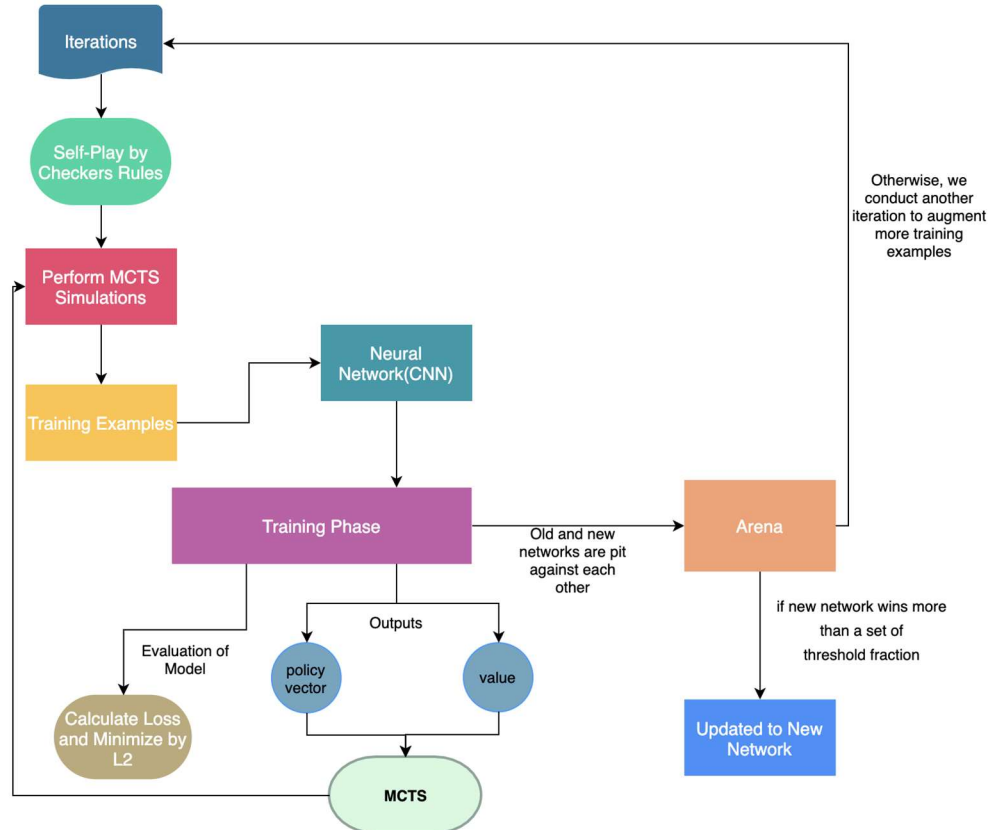 Iterations
Self-Play by
Checkers Rules
Otherwise, we
conduct another
iteration to augment
more training
examples
Perform MCTS
Simulations
Neural
Network(CNN)
Training Examples
Training Phase
Old and new
networks are pit
against each
other
Arena
Evaluation of
Model
Outputs
if new network wins more
than a set of
threshold fraction
policy
vector
value
Calculate Loss
and Minimize by
L2
Updated to New
Network
MCTS